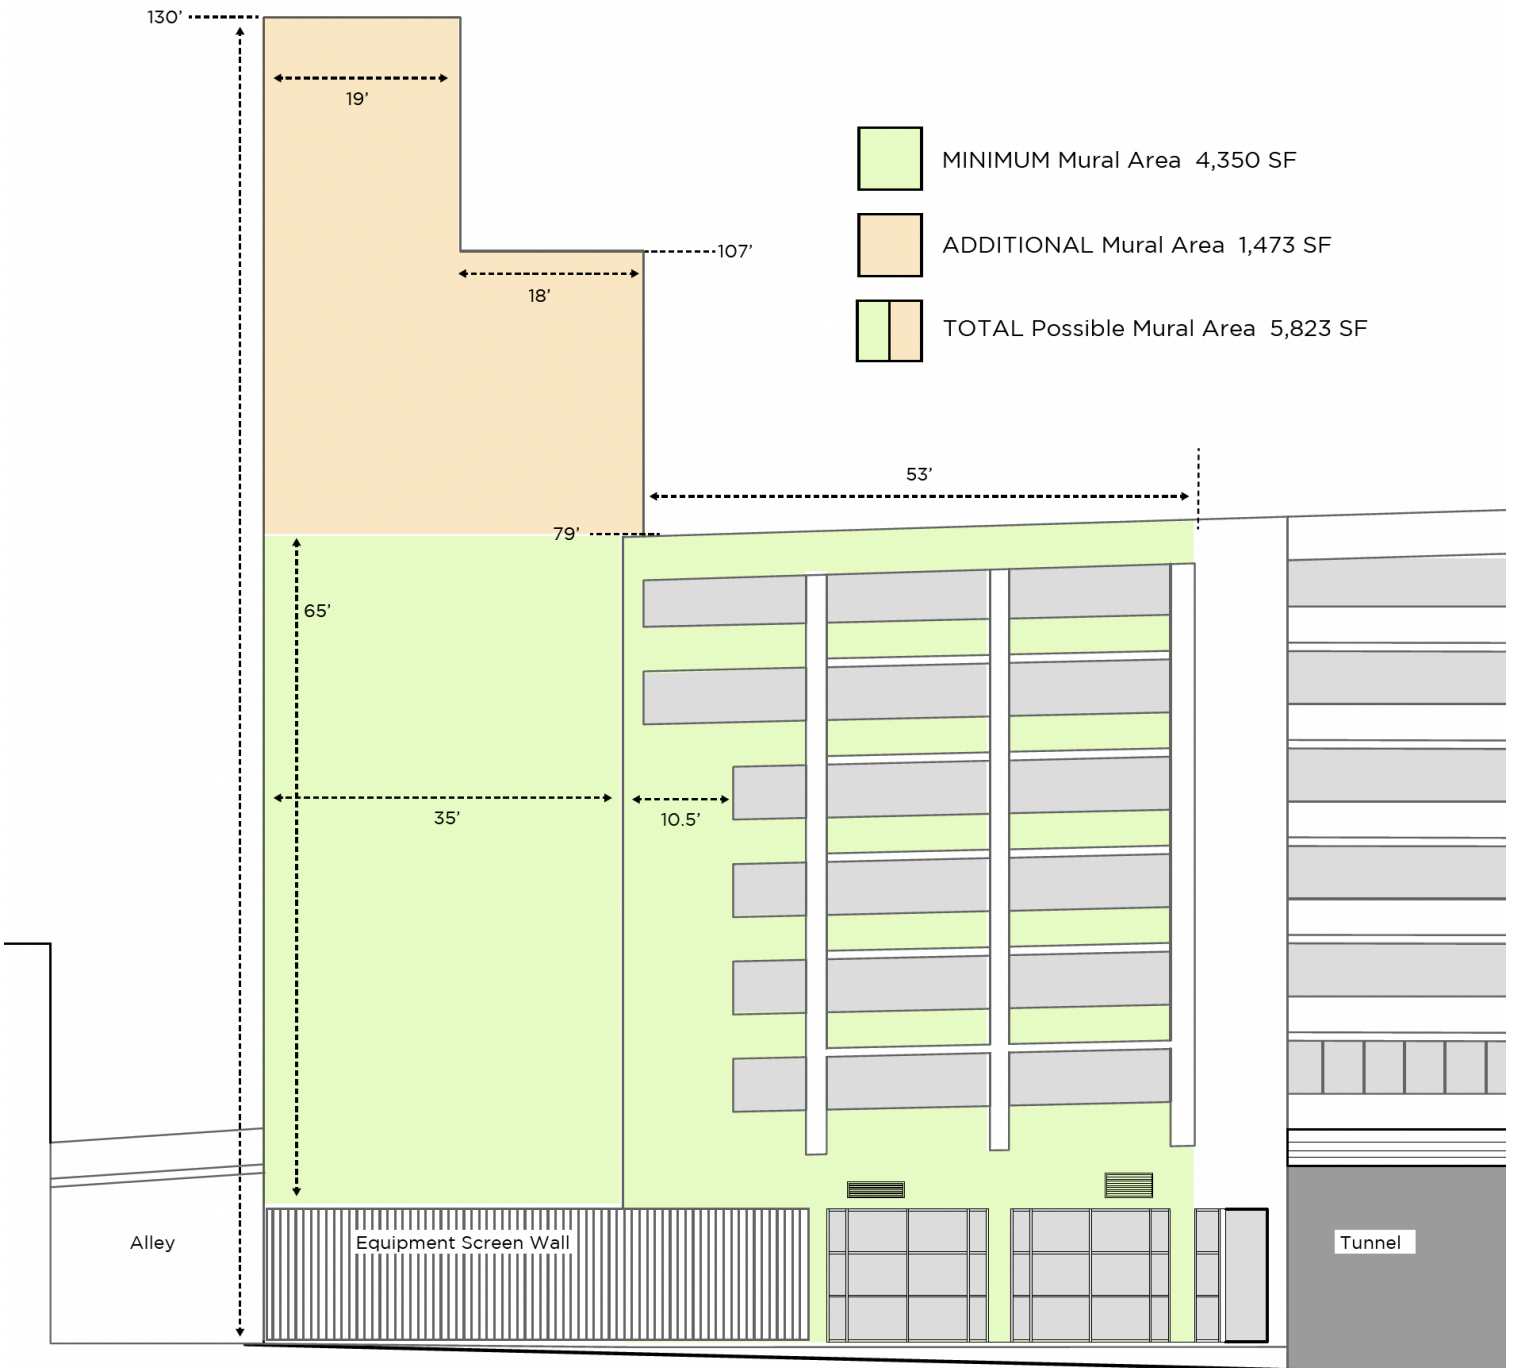 130’
19’
MINIMUM Mural Area 4,350 SF
ADDITIONAL Mural Area 1,473 SF
107’
18’
TOTAL Possible Mural Area 5,823 SF
53’
79’
65’
35’
10.5’
Alley
Equipment Screen Wall
Tunnel